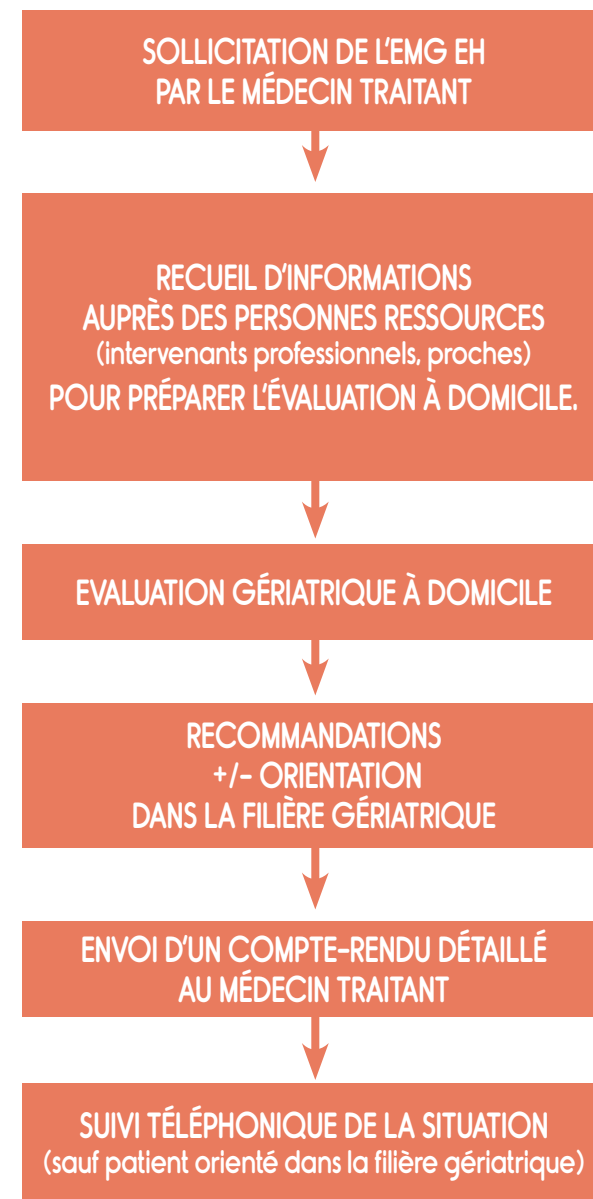 SOLLICITATION DE L'EMG EH
PAR LE MÉDECIN TRAITANT
RECUEIL D'INFORMATIONS
AUPRÈS DES PERSONNES RESSOURCES
(intervenants professionnels, proches)
POUR PRÉPARER L'ÉVALUATION À DOMICILE.
EVALUATION GÉRIATRIQUE À DOMICILE
RECOMMANDATIONS
+/- ORIENTATION
DANS LA FILIÈRE GÉRIATRIQUE
ENVOI D'UN COMPTE-RENDU DÉTAILLÉ
AU MÉDECIN TRAITANT
SUIVI TÉLÉPHONIQUE DE LA SITUATION
(sauf patient orienté dans la filière gériatrique)